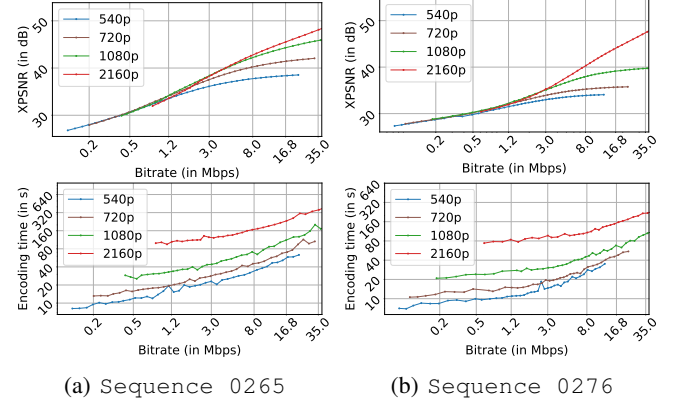 XPSNR (in dB)
50
40
30
540p
720p
1080p
2160p
0.2 0.5 1.2 3.0 8.0 16.8 35.0
Bitrate (in Mbps)
XPSNR (in dB)
50
40
30
540p
720p
1080p
2160p
0.2 0.5 1.2 3.0 8.0 16.8 35.0
Bitrate (in Mbps)
Encoding time (in s)
640
320
160
80
40
20
10
540p
720p
1080p
2160p
0.2 0.5 1.2 3.0 8.0 16.8 35.0
Bitrate (in Mbps)
Encoding time (in s)
640
320
160
80
40
20
10
540p
720p
1080p
2160p
0.2 0.5 1.2 3.0 8.0 16.8 35.0
Bitrate (in Mbps)
(a) Sequence 0265
(b) Sequence 0276